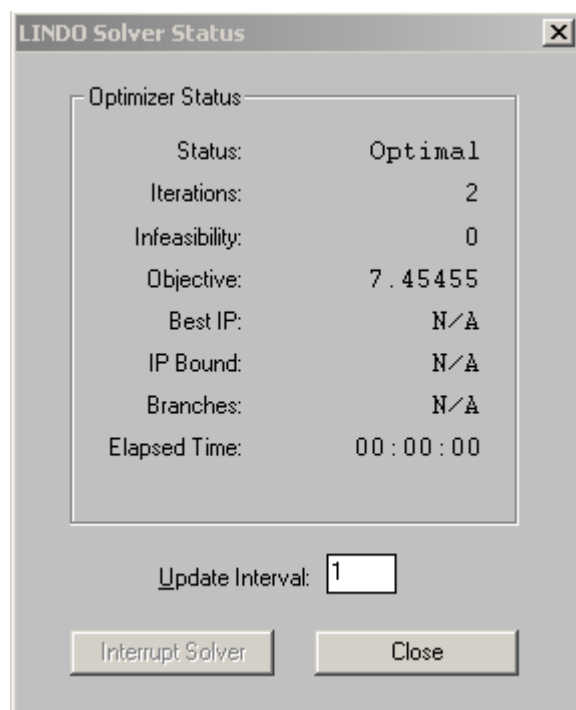 LINDO Solver Status
Optimizer Status
Status: Optimal
Iterations: 2
Infeasibility: 0
Objective: 7.45455
Best IP: N/A
IP Bound: N/A
Branches: N/A
Elapsed Time: 00:00:00
Update Interval: 1
Interrupt Solver Close